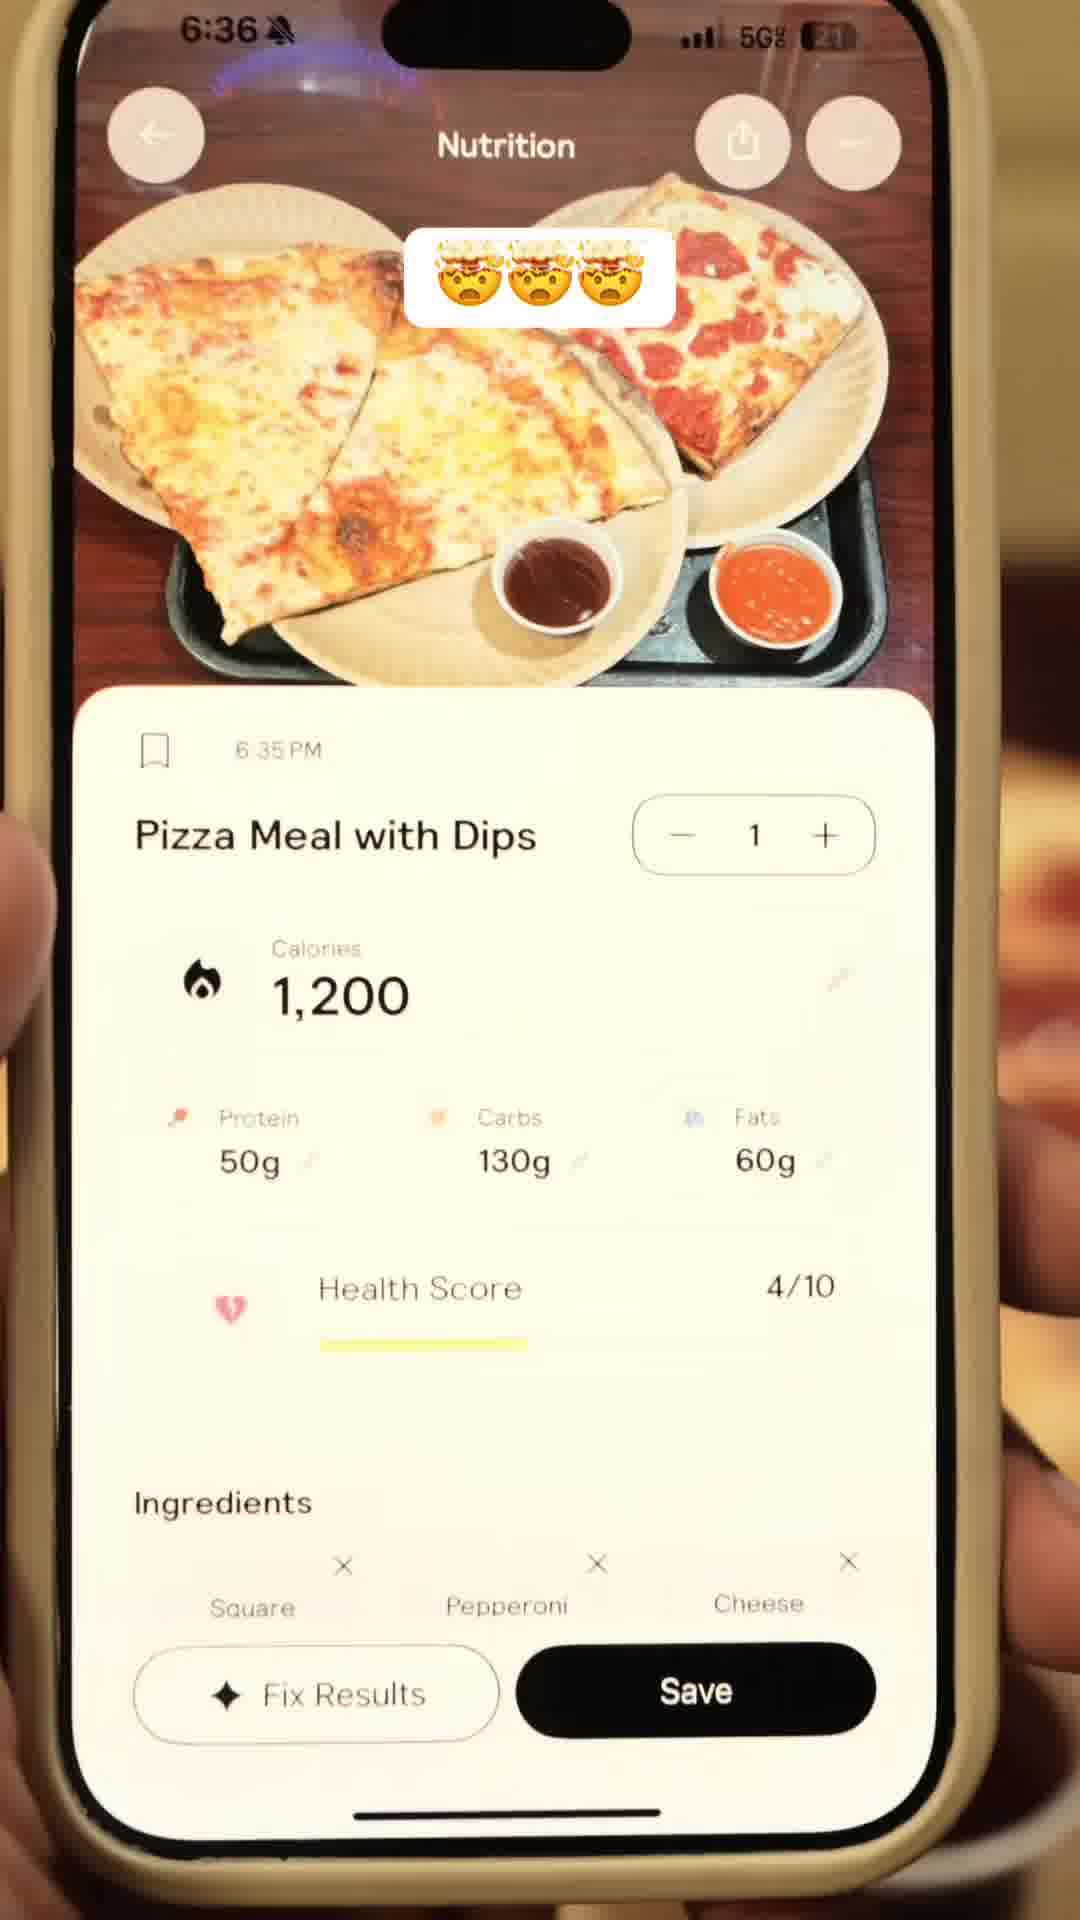 6:36
5G
Nutrition
🤯🤯🤯
6:35 PM
Pizza Meal with Dips
− 1 +
Calories
1,200
Protein Carbs Fats
50g 130g 60g
Health Score 4/10
Ingredients
Square Pepperoni Cheese
Fix Results Save